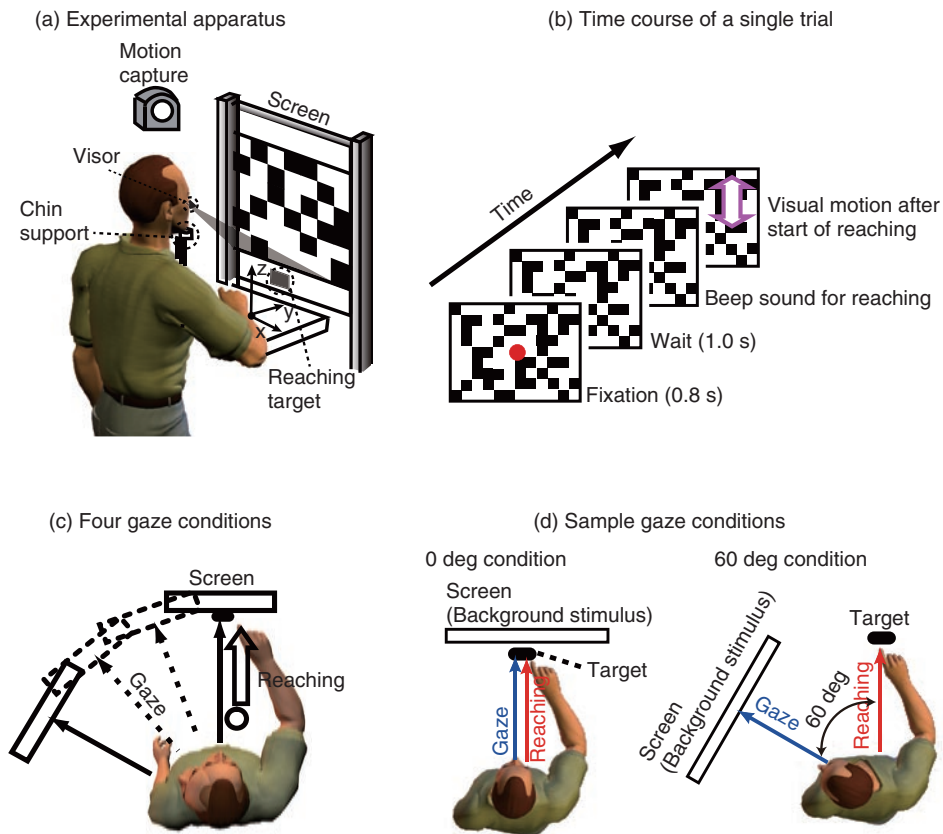 (a) Experimental apparatus
Motion
capture
Screen
Visor
Chin
support
z
y
x
Reaching
target
(b) Time course of a single trial
Time
Visual motion after
start of reaching
Beep sound for reaching
Wait (1.0 s)
Fixation (0.8 s)
(c) Four gaze conditions
Screen
Gaze
Reaching
(d) Sample gaze conditions
0 deg condition
Screen
(Background stimulus)
Target
Gaze
Reaching
60 deg condition
Target
Screen
(Background stimulus)
Gaze
60 deg
Reaching